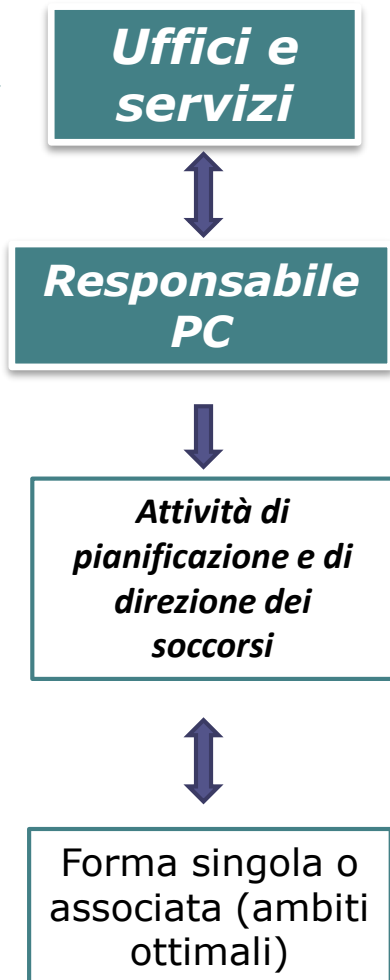 Uffici e
servizi
Responsabile
PC
Attività di
pianificazione e di
direzione dei
soccorsi
Forma singola o
associata (ambiti
ottimali)